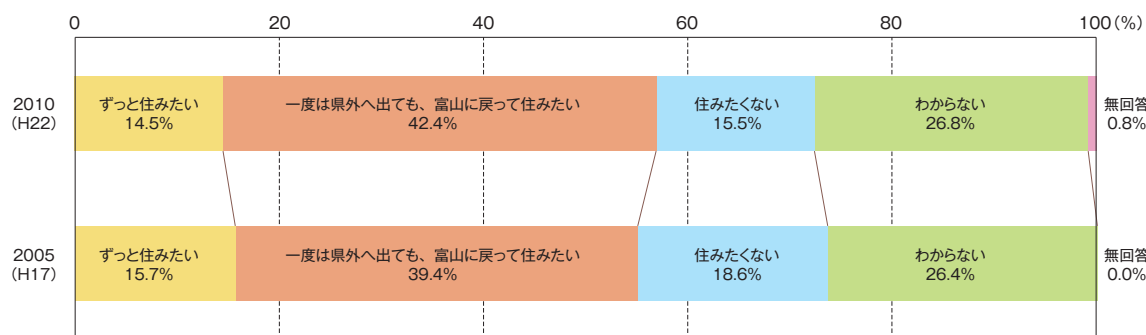 0 20 40 60 80 100(%)
2010
(H22)
ずっと住みたい
14.5%
一度は県外へ出ても、富山に戻って住みたい
42.4%
住みたくない
15.5%
わからない
26.8%
無回答
0.8%
2005
(H17)
ずっと住みたい
15.7%
一度は県外へ出ても、富山に戻って住みたい
39.4%
住みたくない
18.6%
わからない
26.4%
無回答
0.0%